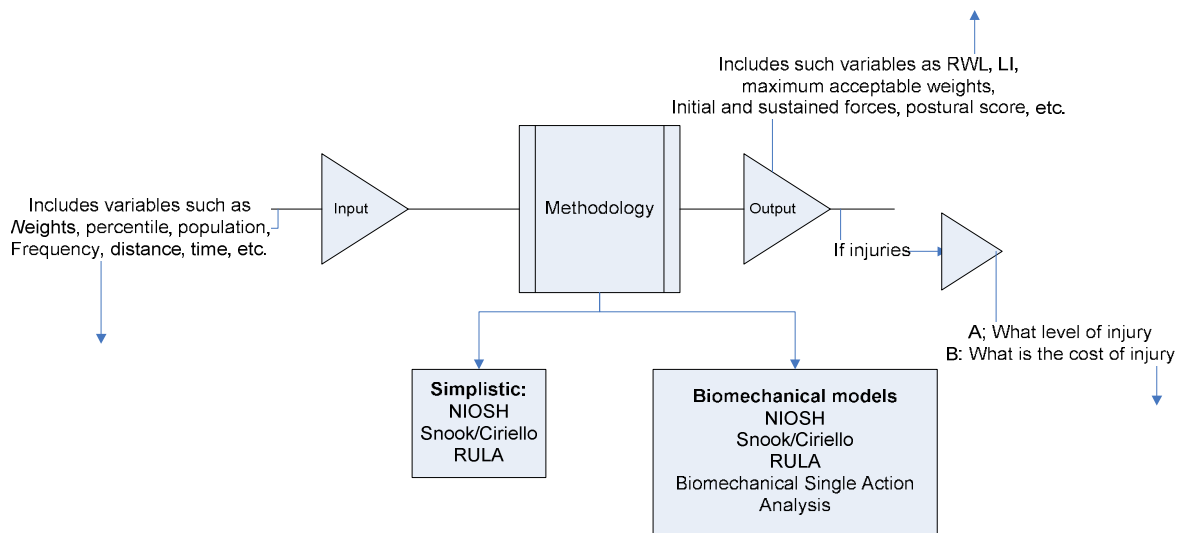 Includes such variables as RWL, LI,
maximum acceptable weights,
Initial and sustained forces, postural score, etc.
Includes variables such as
Weights, percentile, population,
Frequency, distance, time, etc.
Input
Methodology
Output
If injuries
A; What level of injury
B: What is the cost of injury
Simplistic:
NIOSH
Snook/Ciriello
RULA
Biomechanical models
NIOSH
Snook/Ciriello
RULA
Biomechanical Single Action
Analysis